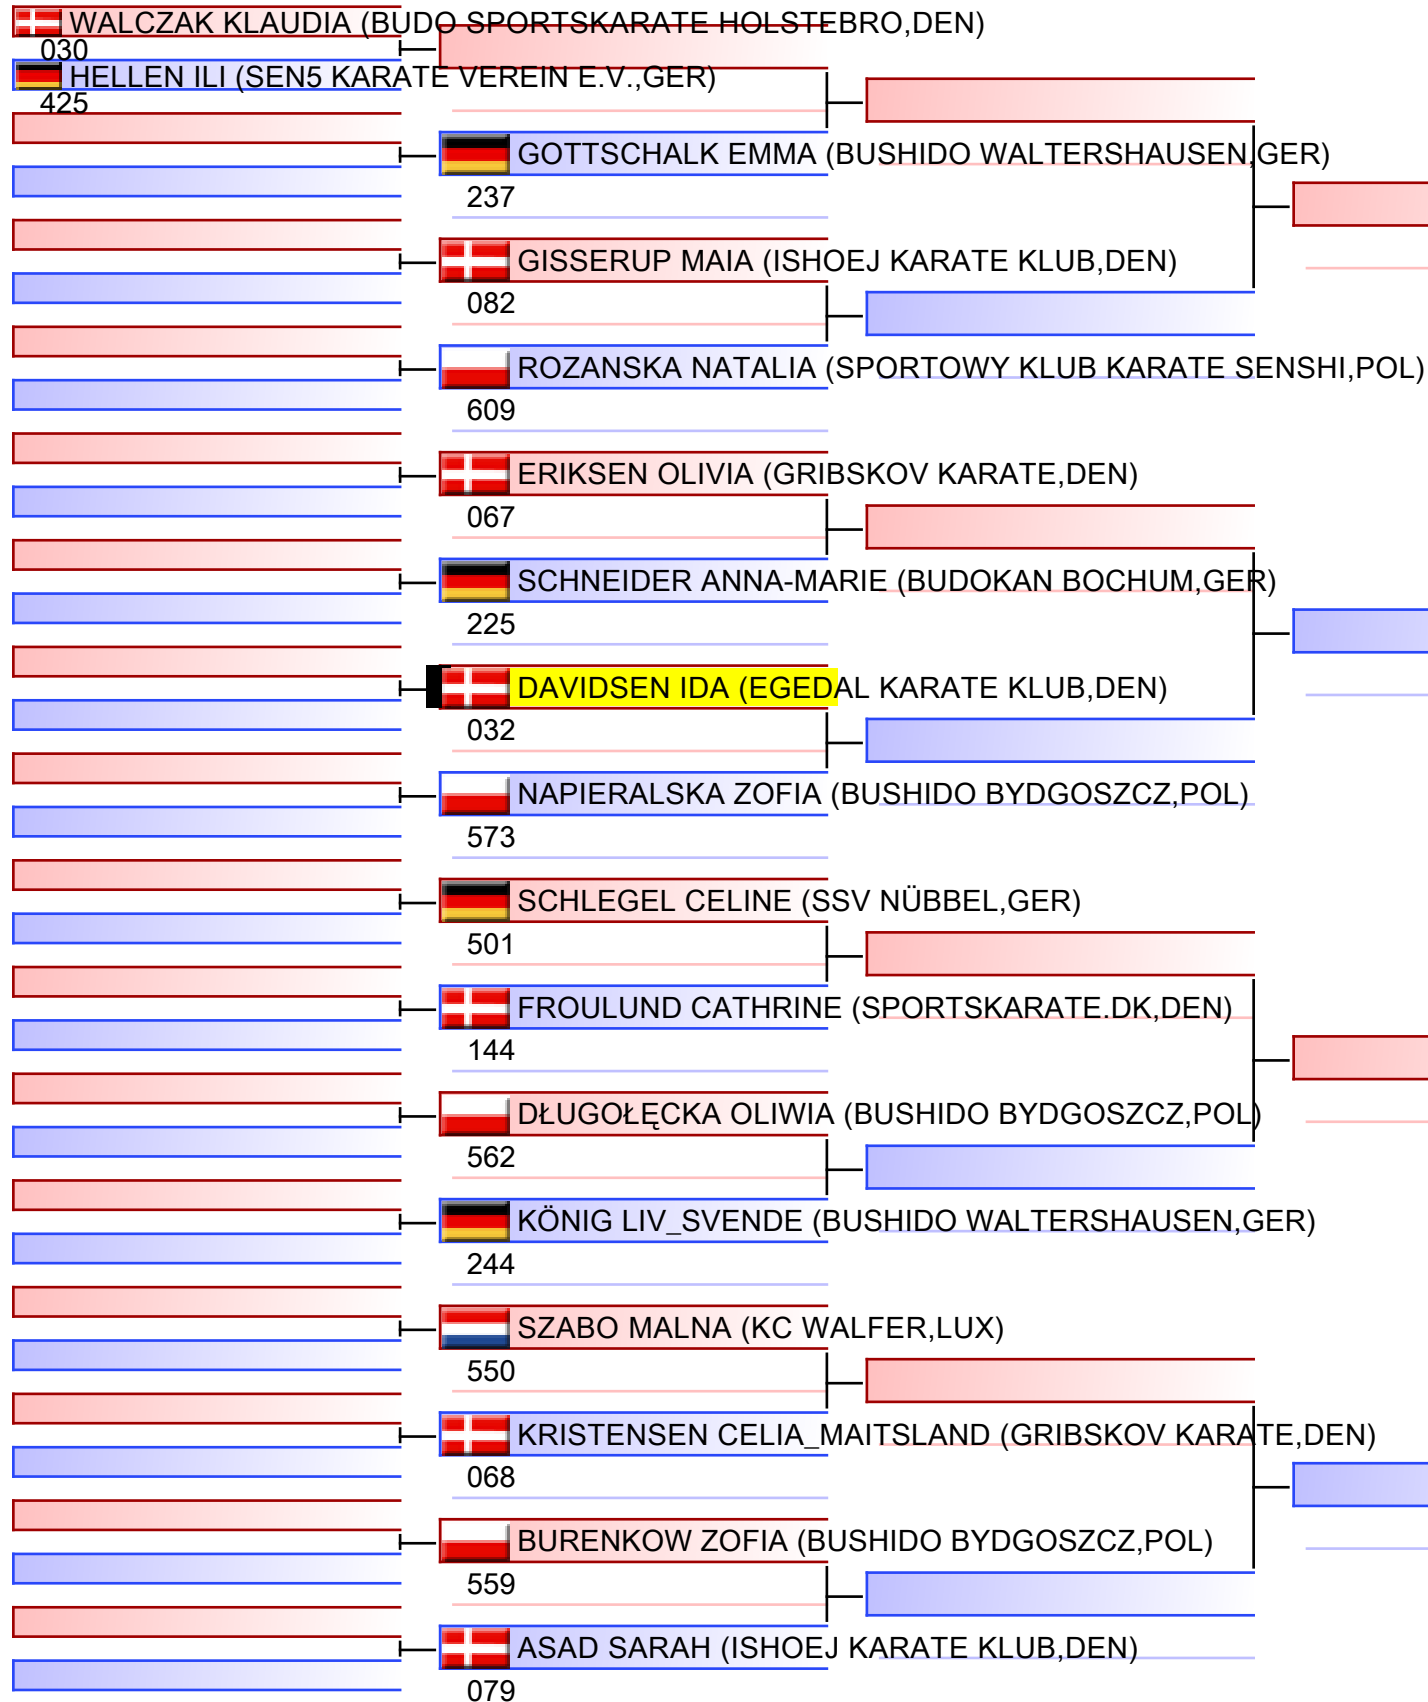 WALCZAK KLAUDIA (BUDO SPORTSKARATE HOLSTEBRO,DEN)
030
HELLEN ILI (SEN5 KARATE VEREIN E.V.,GER)
425
GOTTSCHALK EMMA (BUSHIDO WALTERSHAUSEN,GER)
237
GISSERUP MAIA (ISHOEJ KARATE KLUB,DEN)
082
ROZANSKA NATALIA (SPORTOWY KLUB KARATE SENSHI,POL)
609
ERIKSEN OLIVIA (GRIBSKOV KARATE,DEN)
067
SCHNEIDER ANNA-MARIE (BUDOKAN BOCHUM,GER)
225
DAVIDSEN IDA (EGEDAL KARATE KLUB,DEN)
032
NAPIERALSKA ZOFIA (BUSHIDO BYDGOSZCZ,POL)
573
SCHLEGEL CELINE (SSV NÜBBEL,GER)
501
FROULUND CATHRINE (SPORTSKARATE.DK,DEN)
144
DŁUGOŁĘCKA OLIWIA (BUSHIDO BYDGOSZCZ,POL)
562
KÖNIG LIV_SVENDE (BUSHIDO WALTERSHAUSEN,GER)
244
SZABO MALNA (KC WALFER,LUX)
550
KRISTENSEN CELIA_MAITSLAND (GRIBSKOV KARATE,DEN)
068
BURENKOW ZOFIA (BUSHIDO BYDGOSZCZ,POL)
559
ASAD SARAH (ISHOEJ KARATE KLUB,DEN)
079